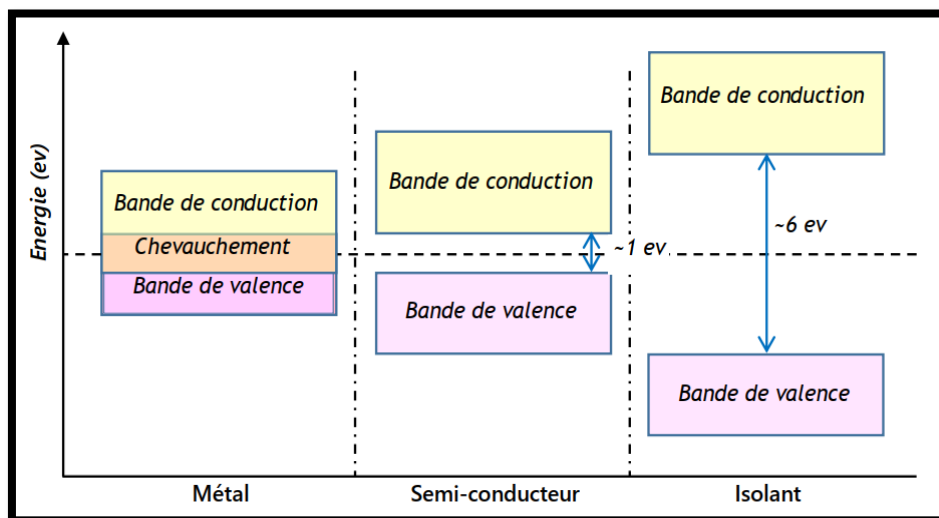 Energie (ev)
Bande de conduction
Chevauchement
Bande de valence
Bande de conduction
~1 ev
Bande de valence
Bande de conduction
~6 ev
Bande de valence
Métal
Semi-conducteur
Isolant